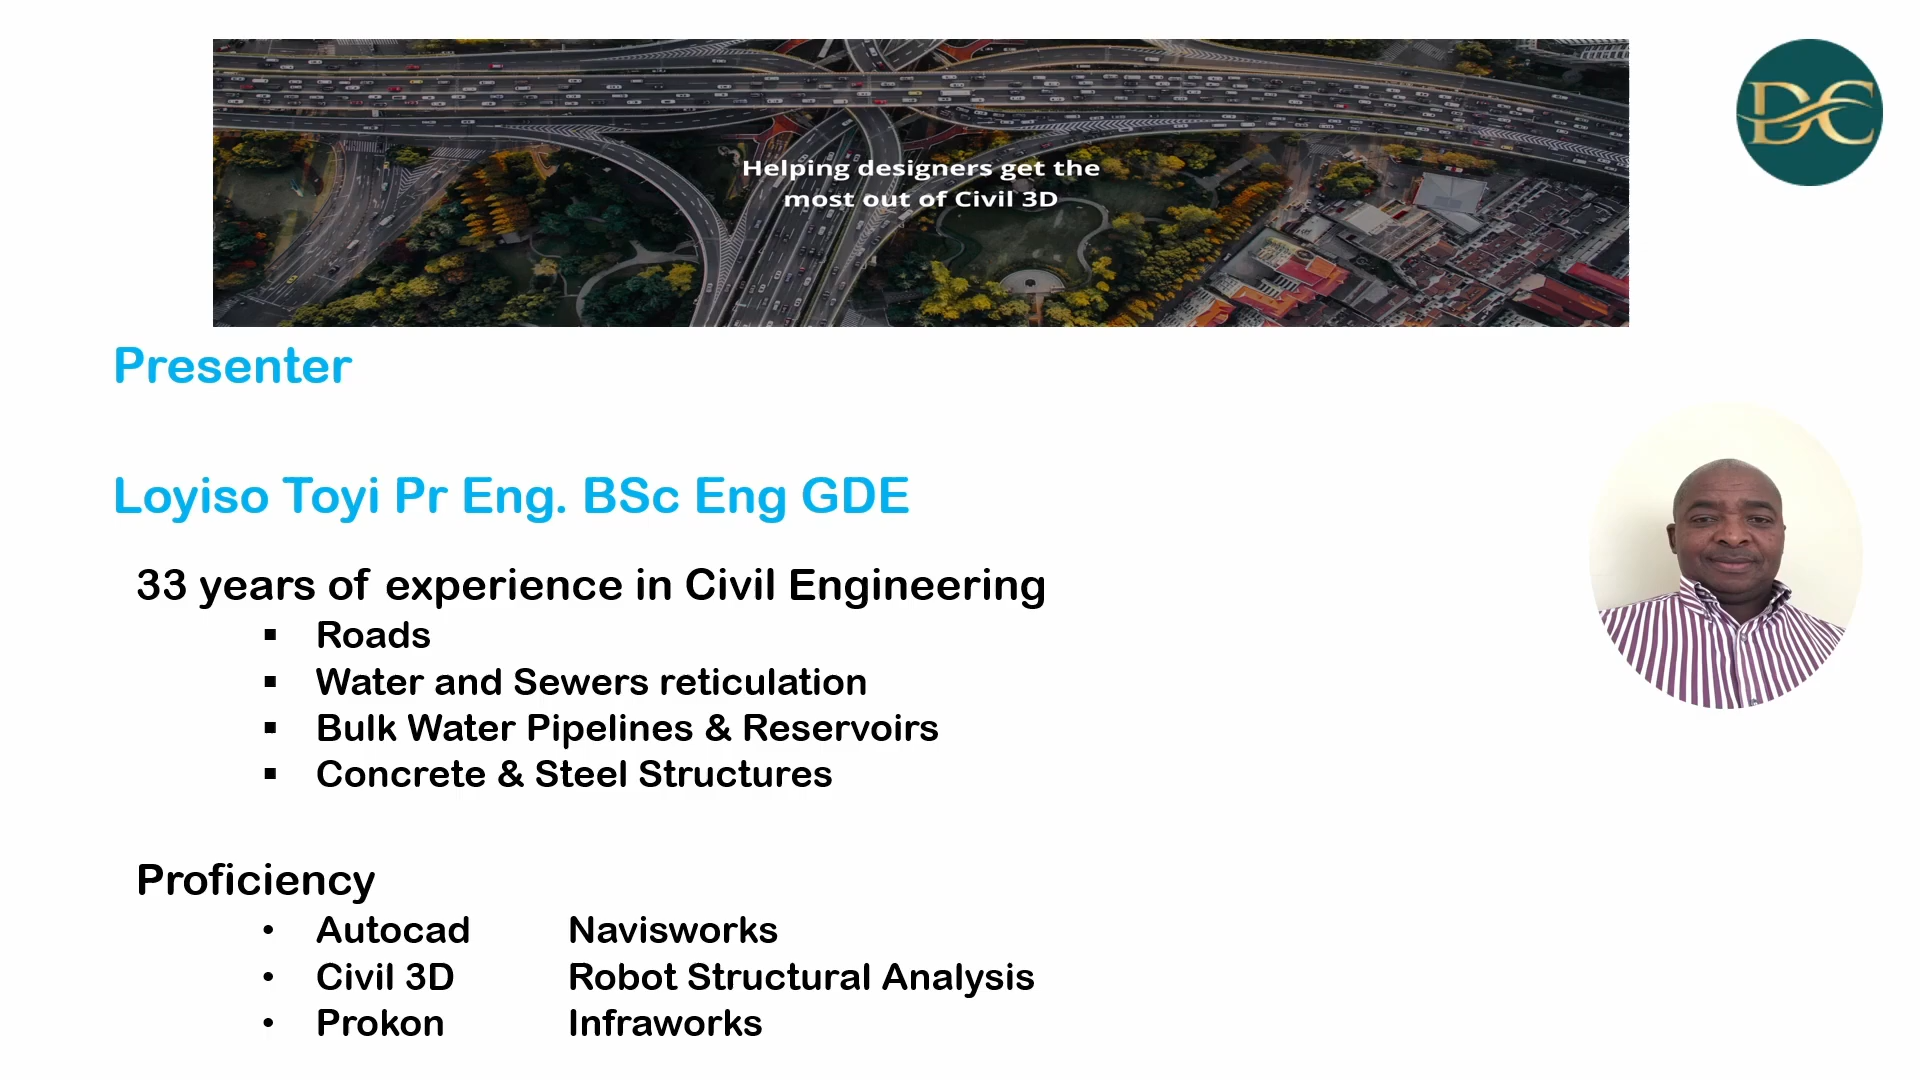 Helping designers get the
most out of Civil 3D
DC
Presenter
Loyiso Toyi Pr Eng. BSc Eng GDE
33 years of experience in Civil Engineering
▪ Roads
▪ Water and Sewers reticulation
▪ Bulk Water Pipelines & Reservoirs
▪ Concrete & Steel Structures
Proficiency
• Autocad Navisworks
• Civil 3D Robot Structural Analysis
• Prokon Infraworks